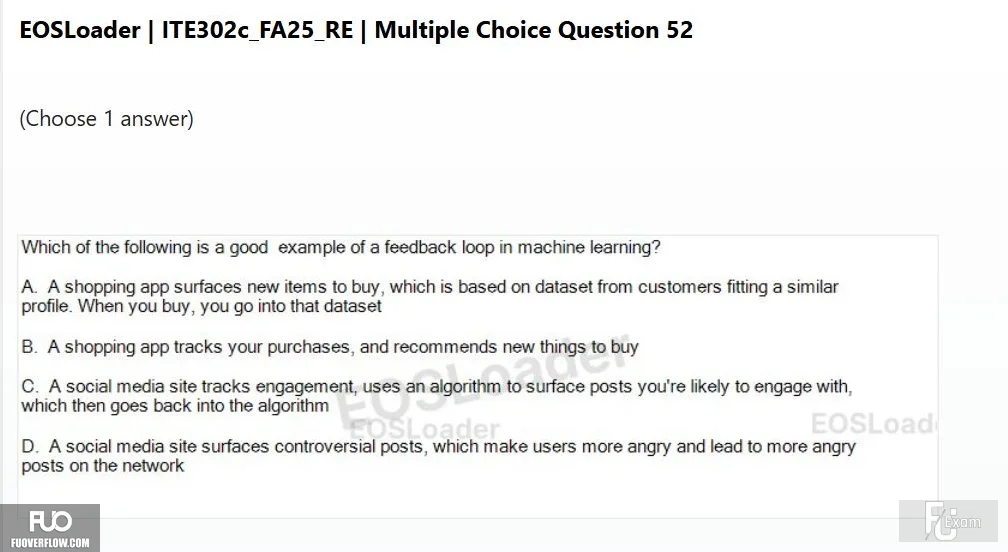 EOSLoader | ITE302c_FA25_RE | Multiple Choice Question 52
(Choose 1 answer)
Which of the following is a good example of a feedback loop in machine learning?
A. A shopping app surfaces new items to buy, which is based on dataset from customers fitting a similar
profile. When you buy, you go into that dataset
B. A shopping app tracks your purchases, and recommends new things to buy
C. A social media site tracks engagement, uses an algorithm to surface posts you're likely to engage with,
which then goes back into the algorithm
EOSLoader
EOSLoader
EOSLoad
D. A social media site surfaces controversial posts, which make users more angry and lead to more angry
posts on the network
FUO
FUOVERFLOW.COM
Exam